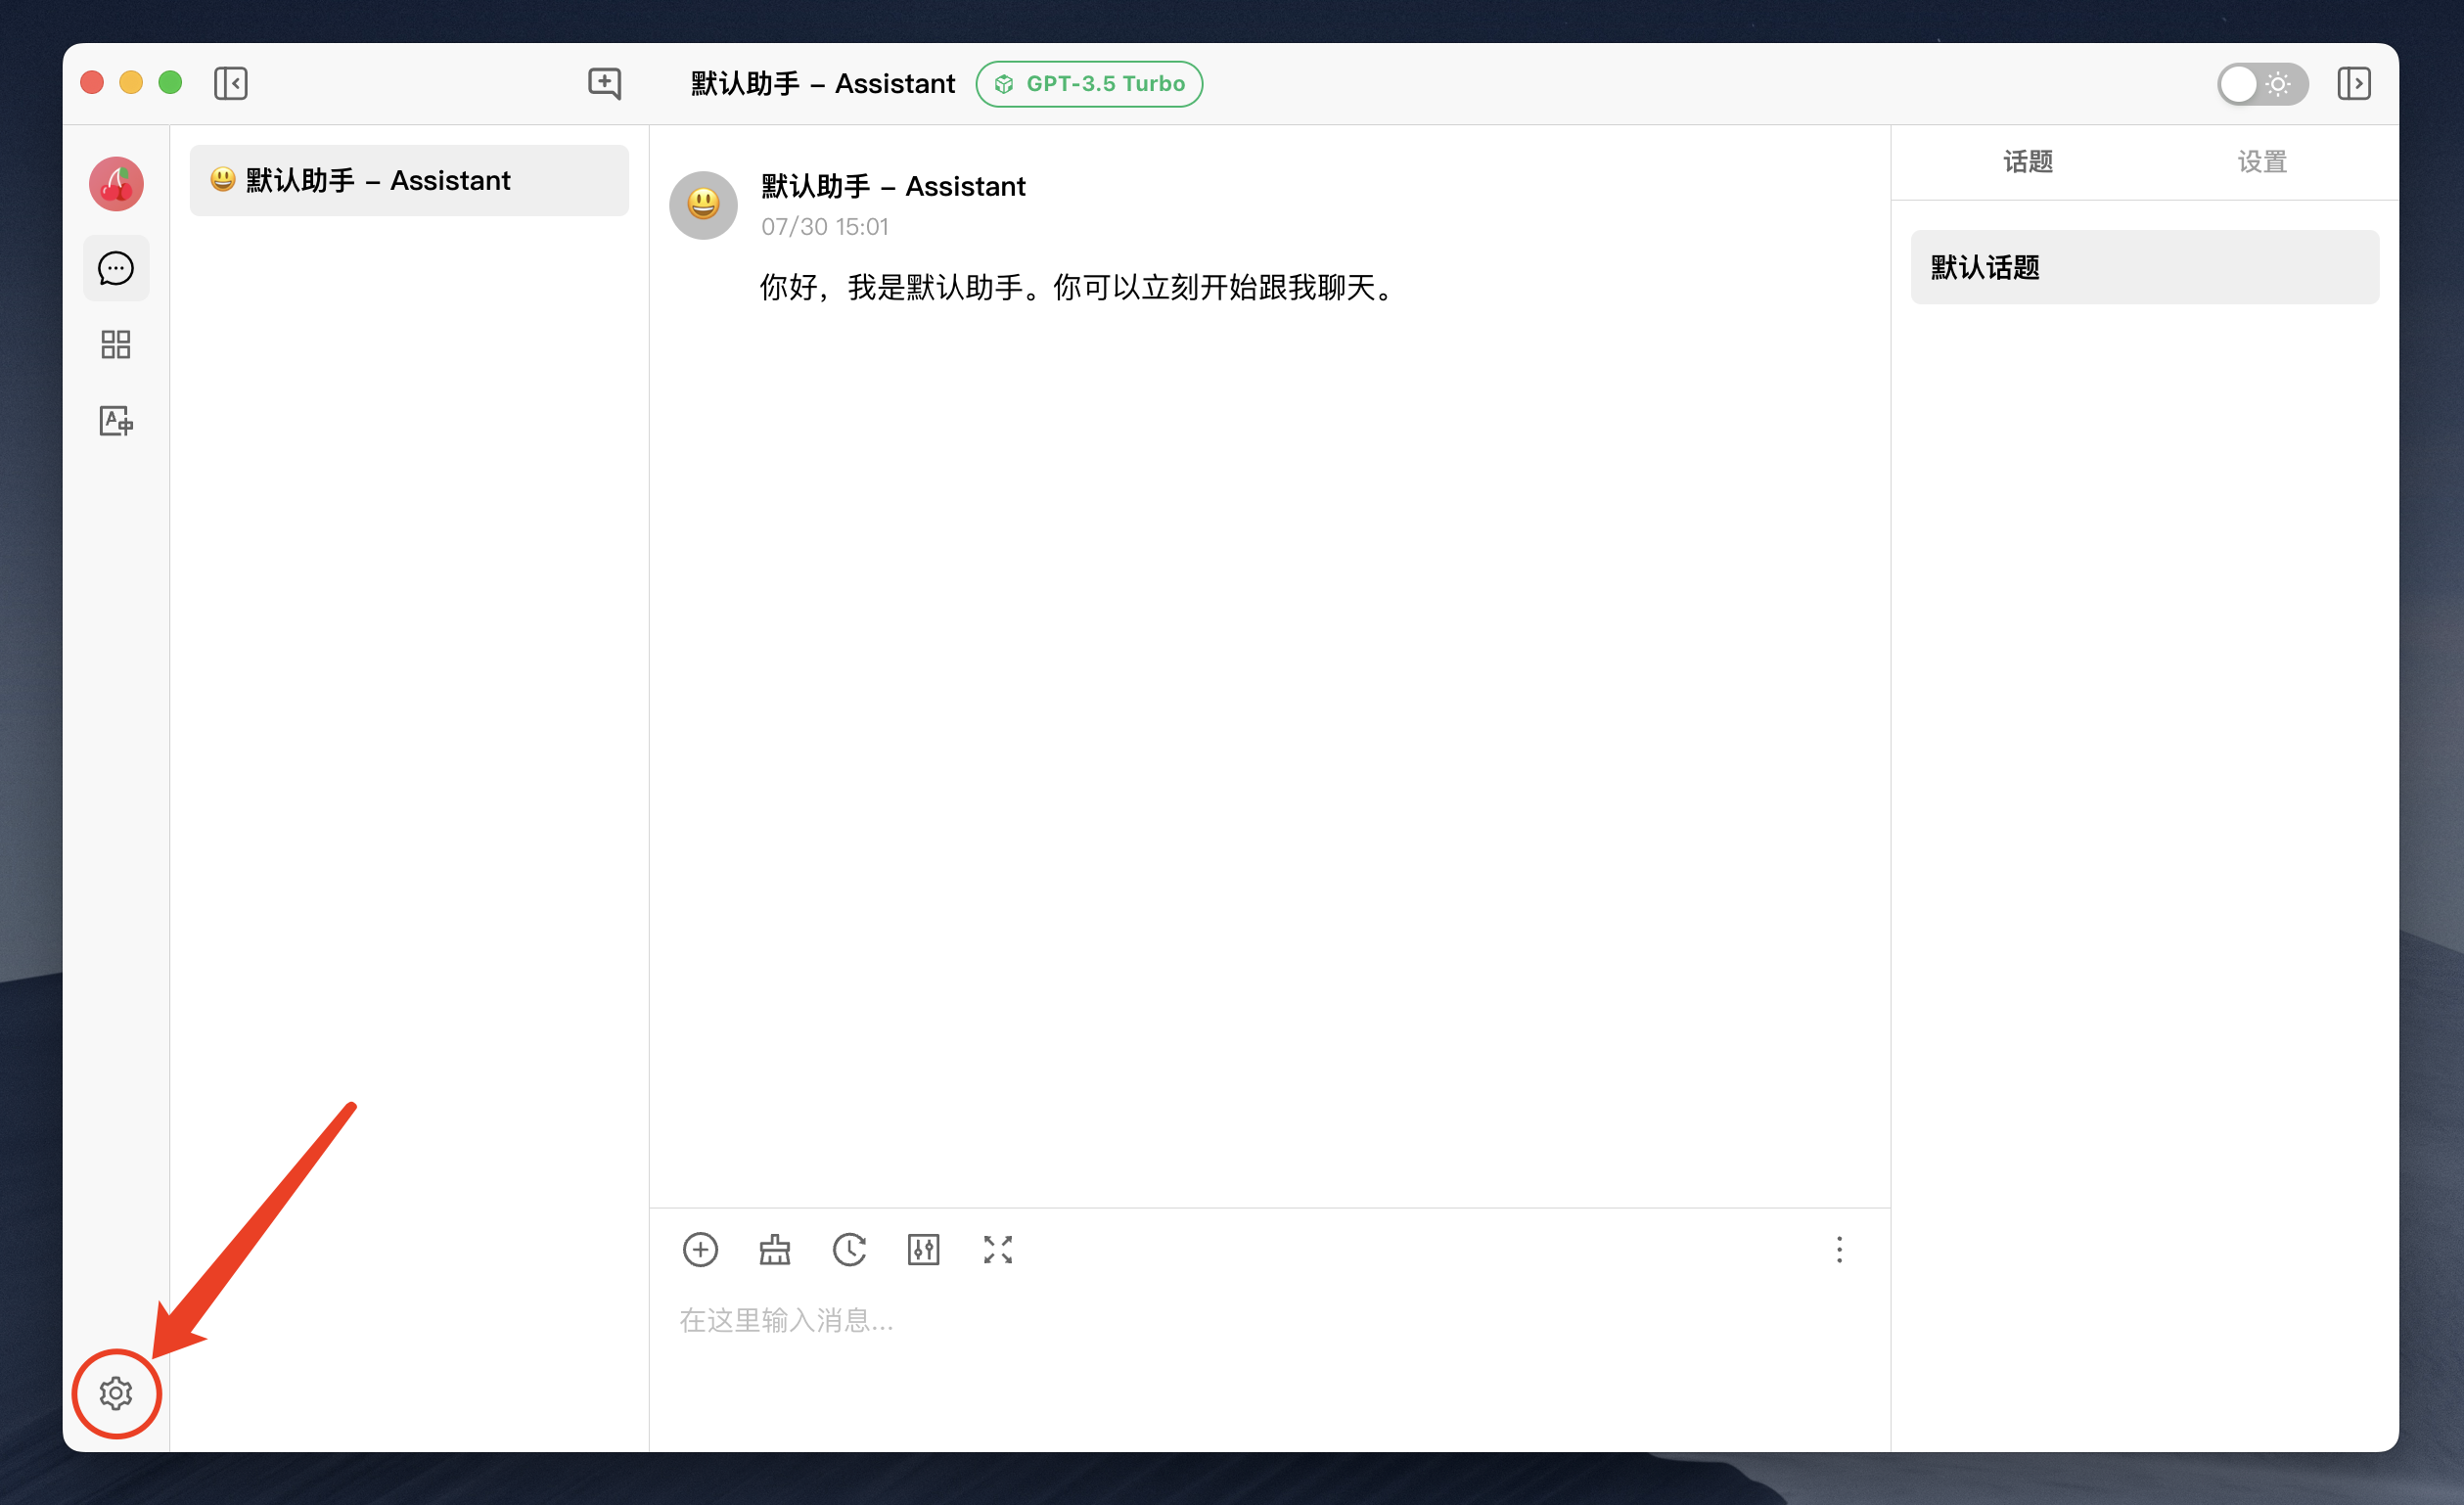 默认助手 – Assistant
GPT-3.5 Turbo
😃 默认助手 – Assistant
默认助手 – Assistant
07/30 15:01
你好，我是默认助手。你可以立刻开始跟我聊天。
话题
设置
默认话题
在这里输入消息...